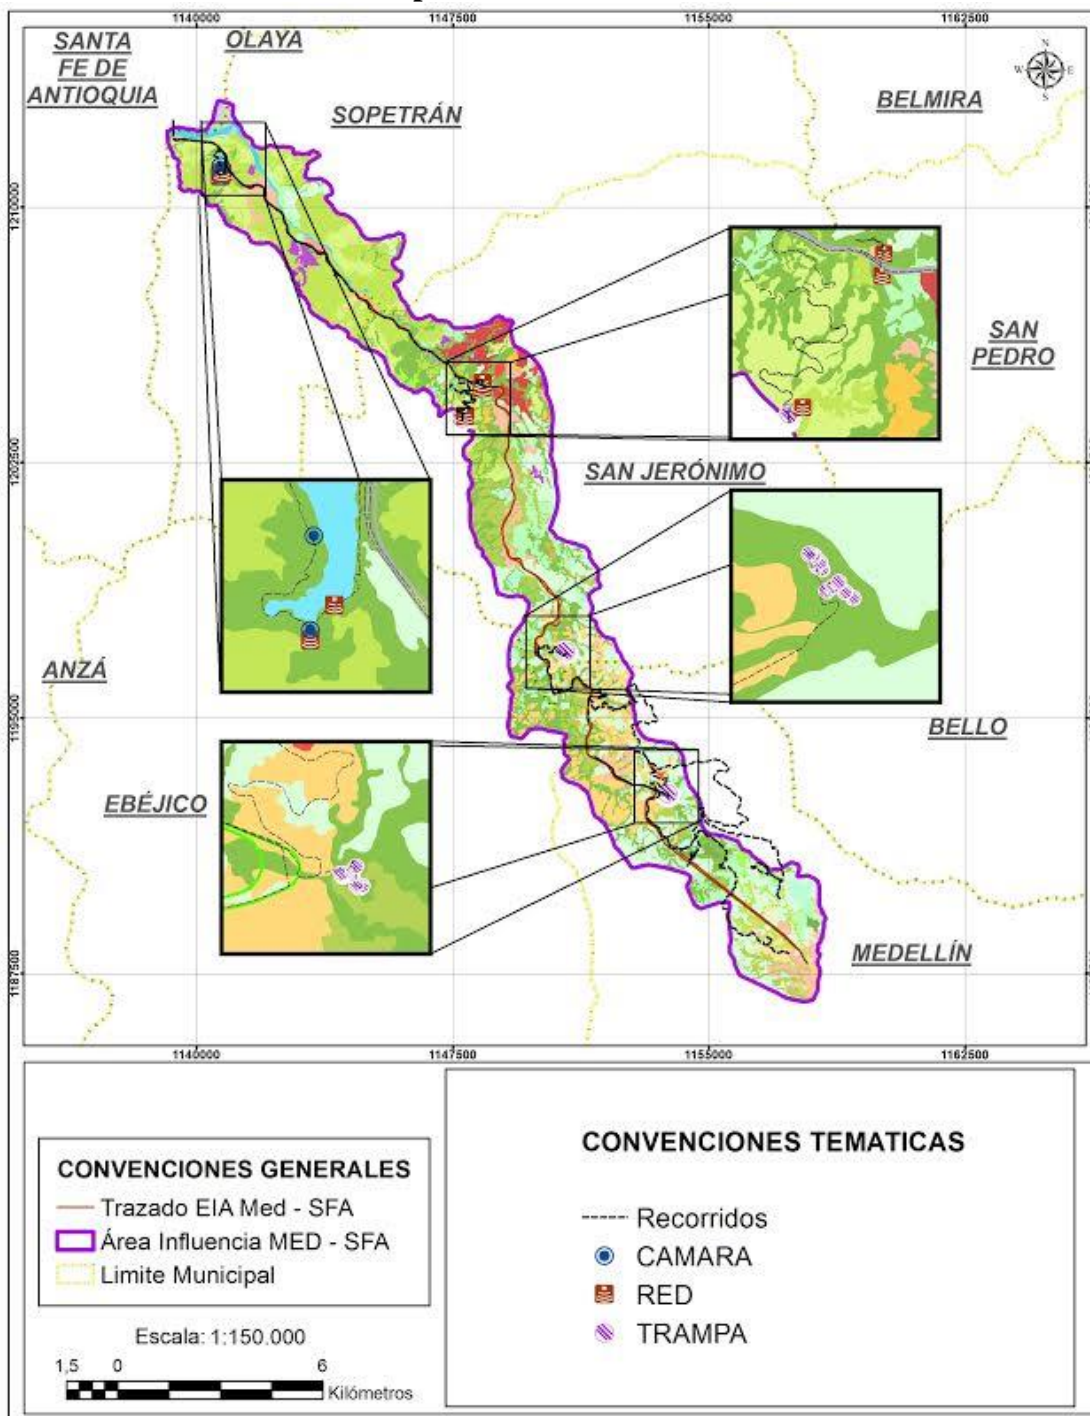 1140000
1147500
1155000
1162500
SANTA
FE DE
ANTIOQUIA
OLAYA
N
W
E
S
BELMIRA
SOPETRÁN
1210000
SAN
PEDRO
1202500
SAN JERÓNIMO
ANZÁ
1195000
BELLO
EBÉJICO
MEDELLÍN
1187500
1140000
1147500
1155000
1162500
CONVENCIONES GENERALES
Trazado EIA Med - SFA
Área Influencia MED - SFA
Limite Municipal
Escala: 1:150.000
1,5 0 6
Kilómetros
CONVENCIONES TEMATICAS
Recorridos
CAMARA
RED
TRAMPA